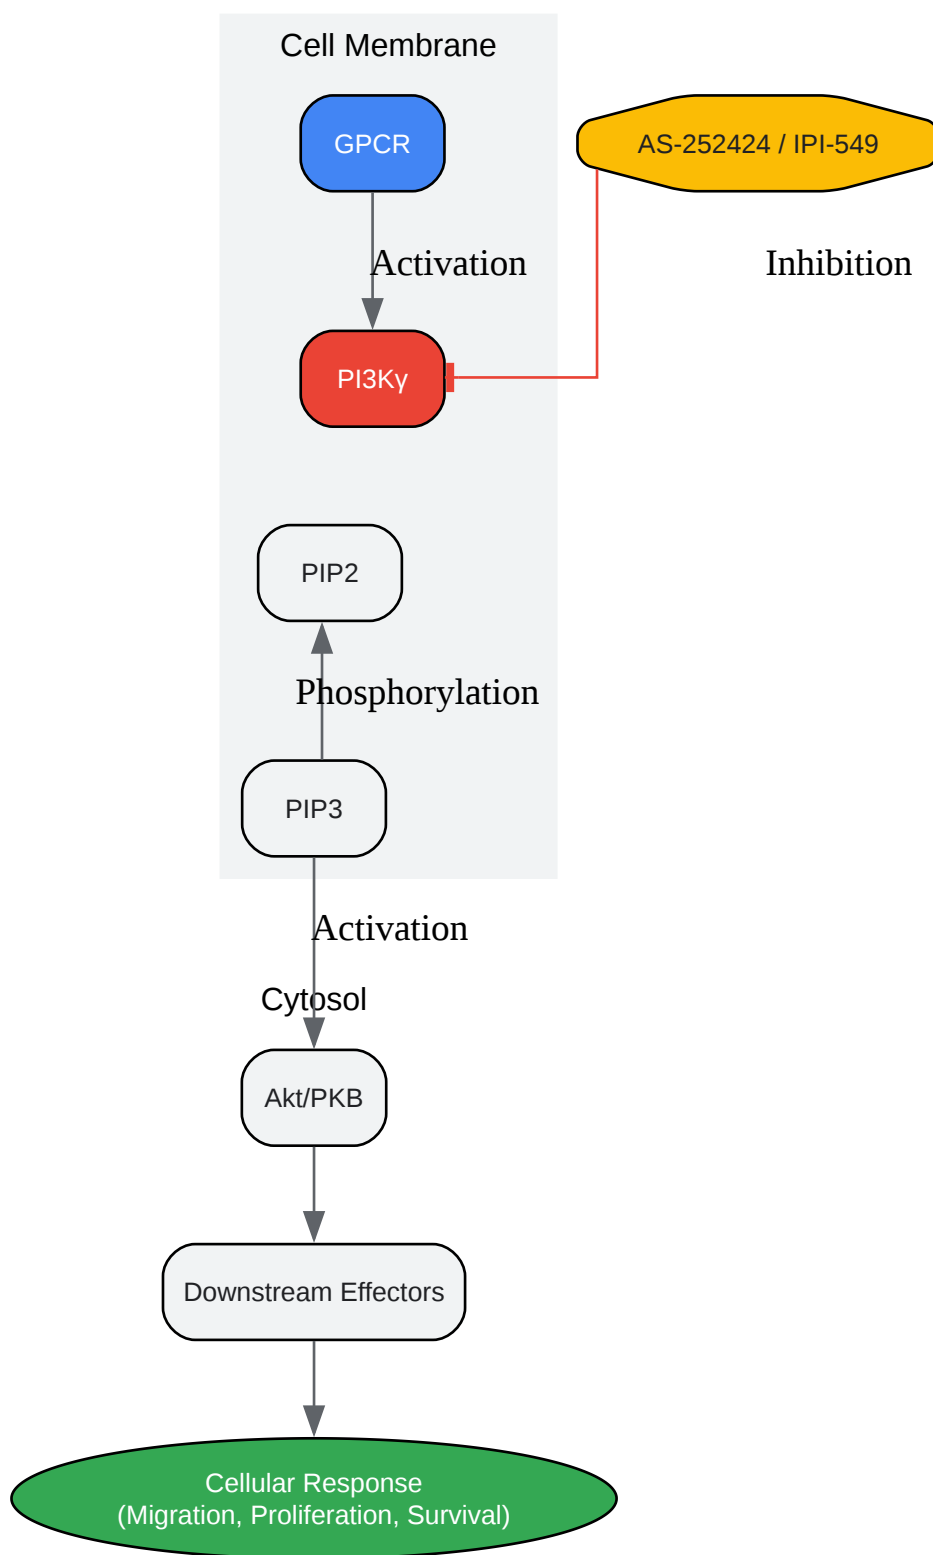 Cell Membrane
GPCR
AS-252424 / IPI-549
Activation
Inhibition
PI3Kγ
PIP2
Phosphorylation
PIP3
Activation
Cytosol
Akt/PKB
Downstream Effectors
Cellular Response
(Migration, Proliferation, Survival)